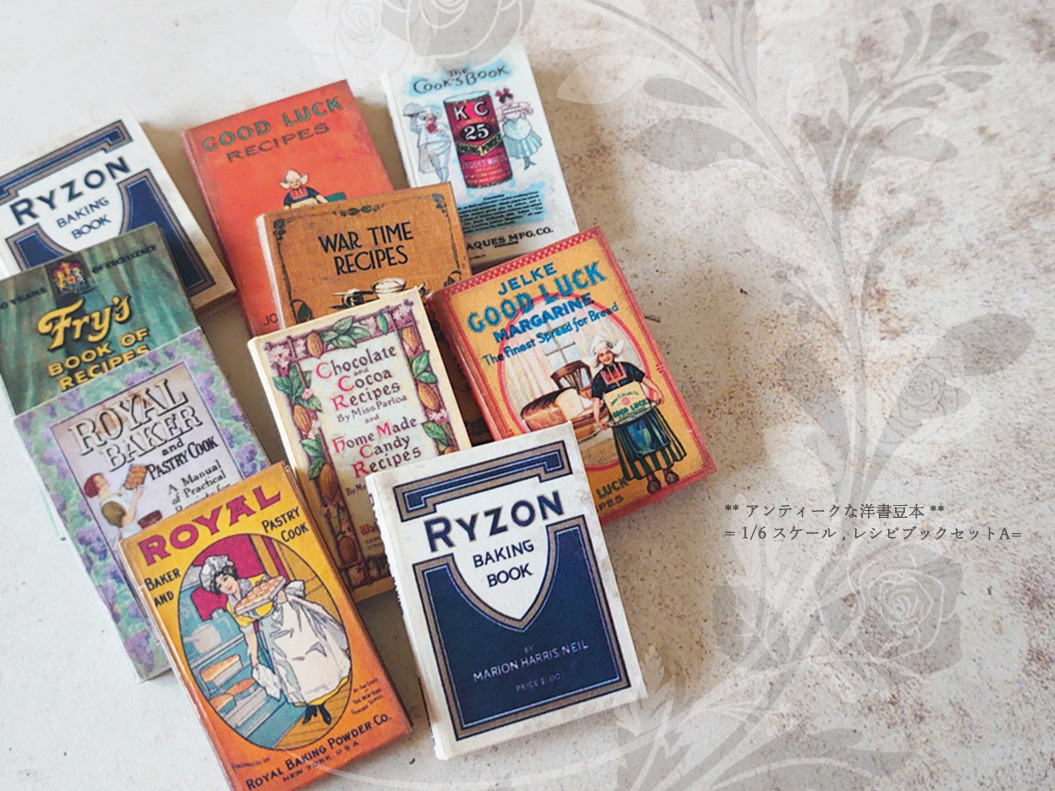 RYZON
BAKING
BOOK
GOOD LUCK
RECIPES
THE
COOK'S BOOK
KC
25
JAQUES MFG. CO.
WAR TIME
RECIPES
YEARS OF
Fry's
BOOK OF
RECIPES
JELKE
GOOD LUCK
MARGARINE
The Finest Spread for Bread
GOOD LUCK
LUCK
Chocolate
and
Cocoa
Recipes
By Miss Parloa
and
Home Made
Candy
Recipes
ROYAL
BAKER
and
PASTRY COOK
A Manual
of Practical
ROYAL
PASTRY
COOK
BAKER
AND
ROYAL BAKING POWDER CO.
NEW YORK. U.S.A.
RYZON
BAKING
BOOK
BY
MARION HARRIS NEIL
PRICE $1.00
** アンティークな洋書豆本 **
= 1/6 スケール , レシピブックセットA=